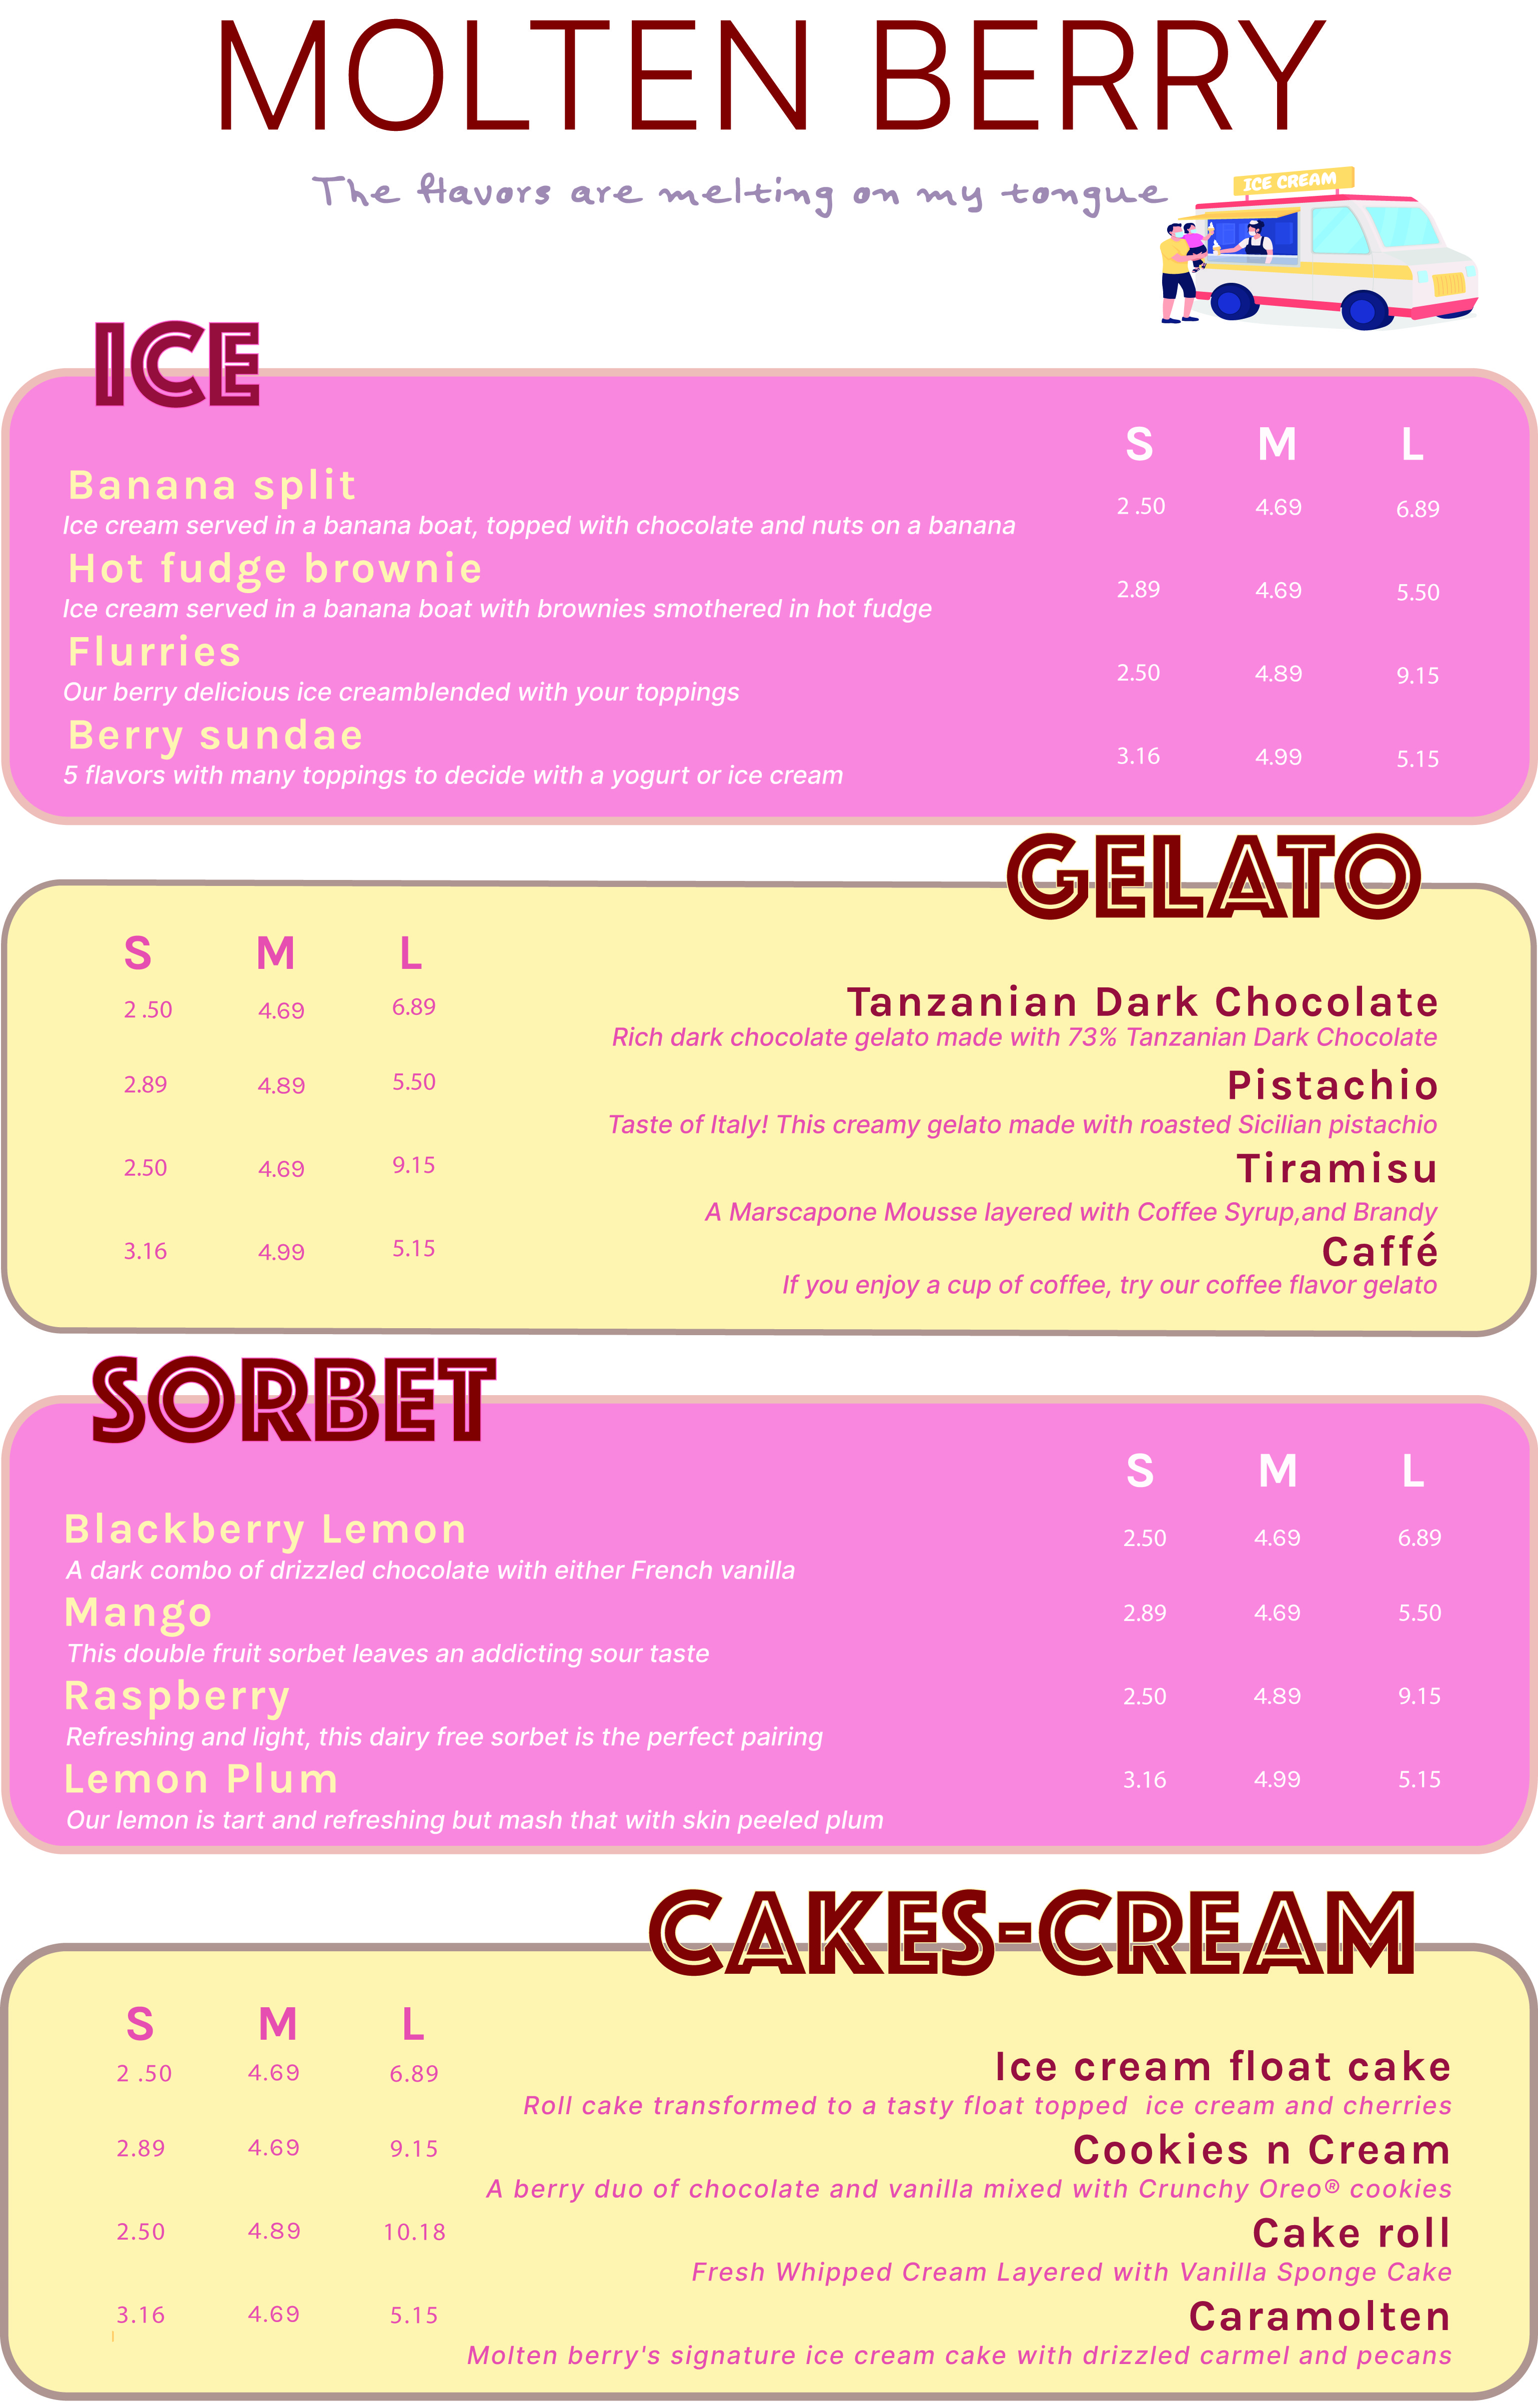 MOLTEN BERRY
The flavors are melting on my tongue
ICE CREAM
ICE
S M L
Banana split
2 .50 4.69 6.89
Ice cream served in a banana boat, topped with chocolate and nuts on a banana
Hot fudge brownie
2.89 4.69 5.50
Ice cream served in a banana boat with brownies smothered in hot fudge
Flurries
2.50 4.89 9.15
Our berry delicious ice creamblended with your toppings
Berry sundae
3.16 4.99 5.15
5 flavors with many toppings to decide with a yogurt or ice cream
GELATO
S M L
2 .50 4.69 6.89 Tanzanian Dark Chocolate
Rich dark chocolate gelato made with 73% Tanzanian Dark Chocolate
2.89 4.89 5.50 Pistachio
Taste of Italy! This creamy gelato made with roasted Sicilian pistachio
2.50 4.69 9.15 Tiramisu
A Marscapone Mousse layered with Coffee Syrup,and Brandy
3.16 4.99 5.15 Caffé
If you enjoy a cup of coffee, try our coffee flavor gelato
SORBET
S M L
Blackberry Lemon 2.50 4.69 6.89
A dark combo of drizzled chocolate with either French vanilla
Mango 2.89 4.69 5.50
This double fruit sorbet leaves an addicting sour taste
Raspberry 2.50 4.89 9.15
Refreshing and light, this dairy free sorbet is the perfect pairing
Lemon Plum 3.16 4.99 5.15
Our lemon is tart and refreshing but mash that with skin peeled plum
CAKES-CREAM
S M L
2 .50 4.69 6.89 Ice cream float cake
Roll cake transformed to a tasty float topped  ice cream and cherries
2.89 4.69 9.15 Cookies n Cream
A berry duo of chocolate and vanilla mixed with Crunchy Oreo® cookies
2.50 4.89 10.18 Cake roll
Fresh Whipped Cream Layered with Vanilla Sponge Cake
3.16 4.69 5.15 Caramolten
Molten berry's signature ice cream cake with drizzled carmel and pecans